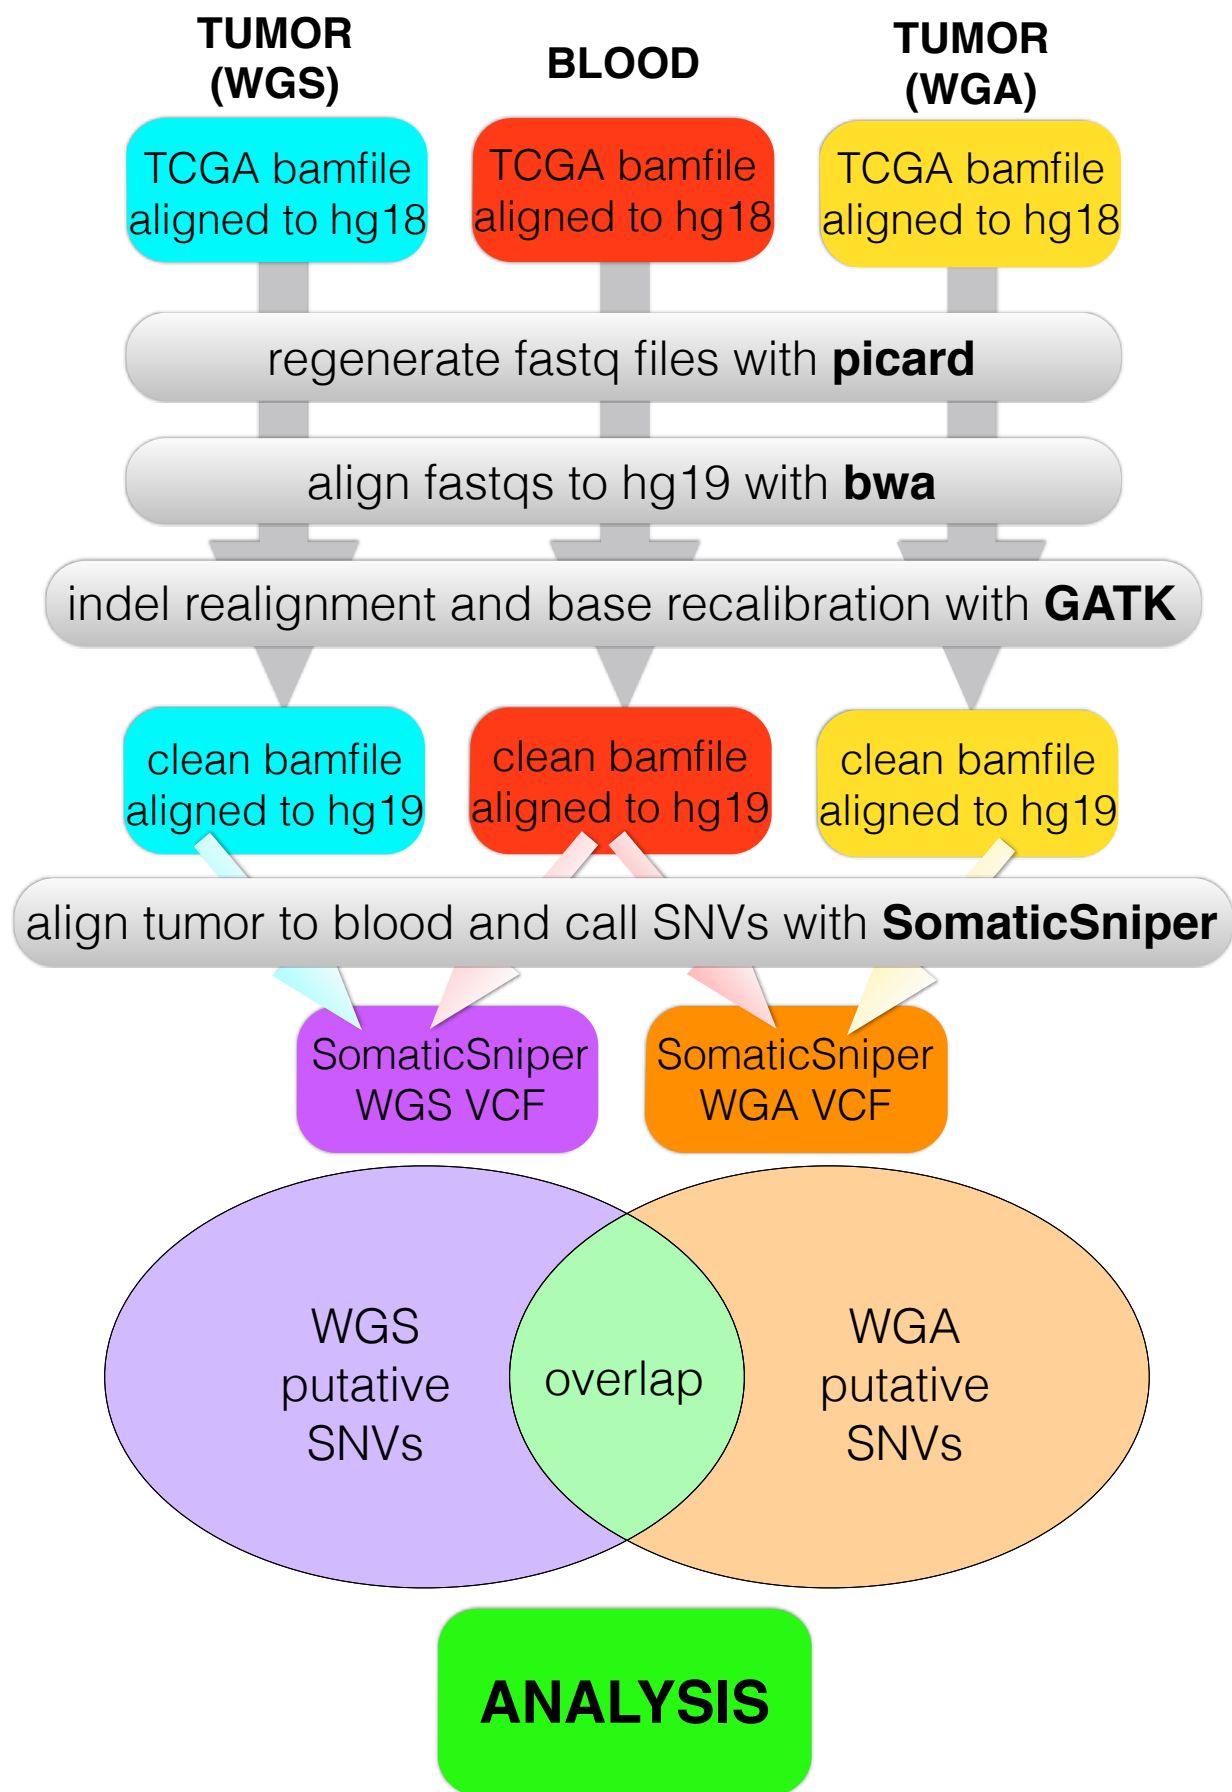 TUMOR
(WGS)
BLOOD
TUMOR
(WGA)
TCGA bamfile
aligned to hg18
TCGA bamfile
aligned to hg18
TCGA bamfile
aligned to hg18
regenerate fastq files with picard
align fastqs to hg19 with bwa
indel realignment and base recalibration with GATK
clean bamfile
aligned to hg19
clean bamfile
aligned to hg19
clean bamfile
aligned to hg19
align tumor to blood and call SNVs with SomaticSniper
SomaticSniper
WGS VCF
SomaticSniper
WGA VCF
WGS
putative
SNVs
overlap
WGA
putative
SNVs
ANALYSIS